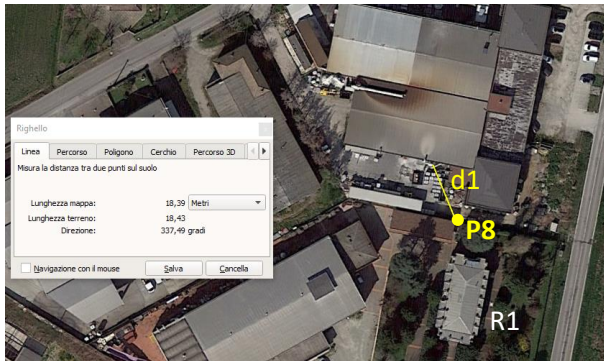 Righello
Linea Percorso Poligono Cerchio Percorso 3D
Misura la distanza tra due punti sul suolo
Lunghezza mappa: 18,39 Metri
Lunghezza terreno: 18,43
Direzione: 337,49 gradi
Navigazione con il mouse Salva Cancella
d1
P8
R1